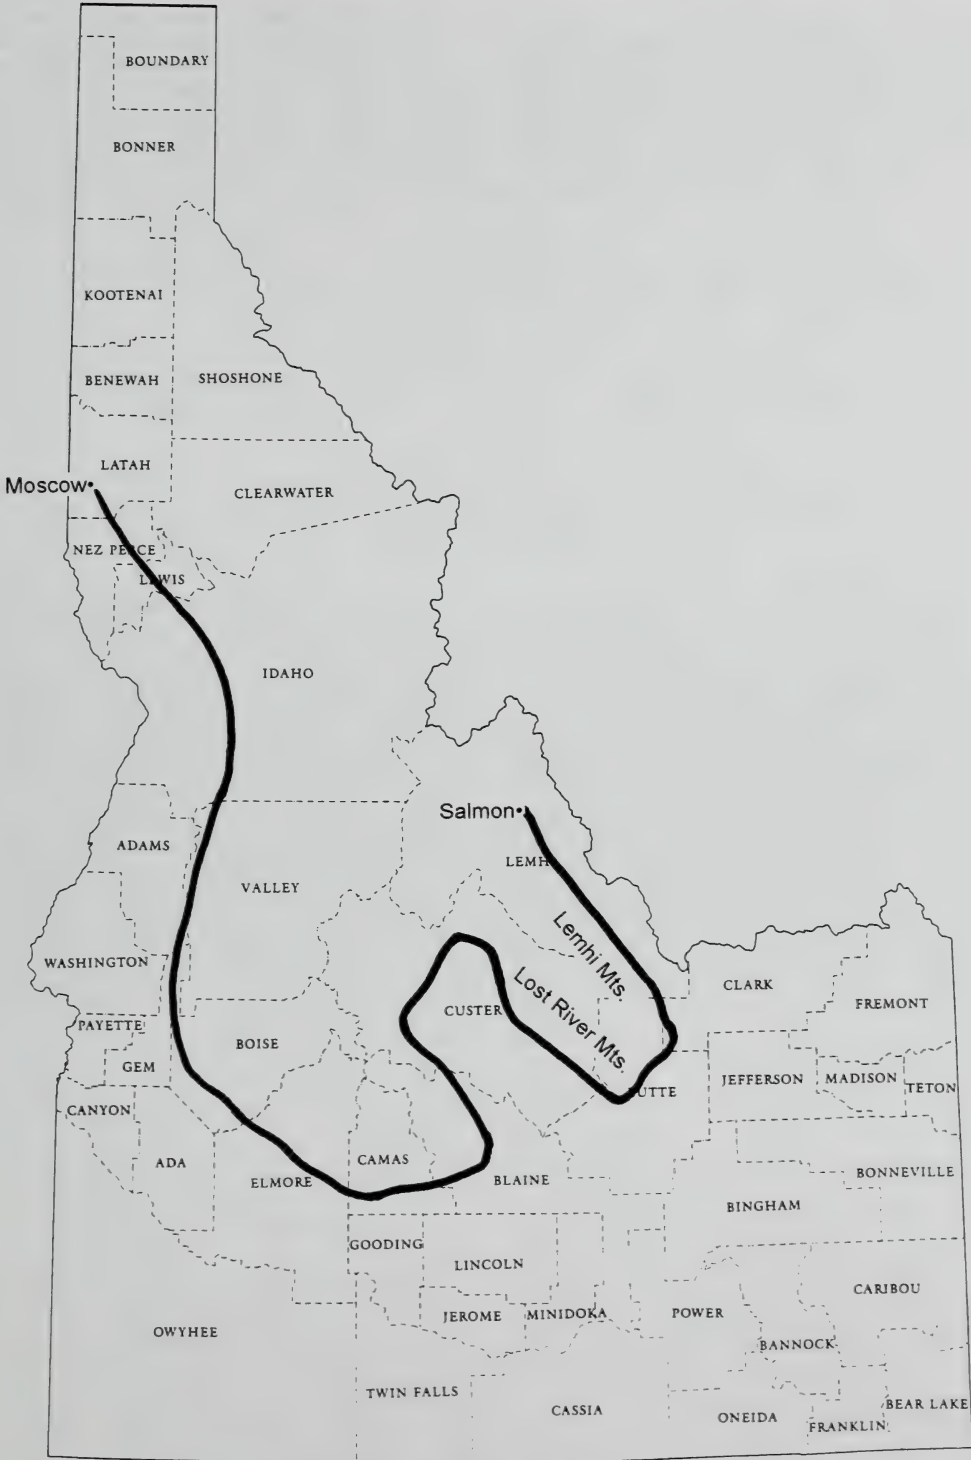 BOUNDARY
BONNER
KOOTENAI
BENEWAH
SHOSHONE
LATAH
Moscow
CLEARWATER
NEZ PERCE
LEWIS
IDAHO
Salmon
ADAMS
LEMHI
VALLEY
Lemhi Mts.
WASHINGTON
Lost River Mts.
CLARK
FREMONT
CUSTER
PAYETTE
BOISE
GEM
JEFFERSON
MADISON
TETON
BUTTE
CANYON
ADA
CAMAS
ELMORE
BLAINE
BONNEVILLE
BINGHAM
GOODING
LINCOLN
CARIBOU
JEROME
MINIDOKA
POWER
OWYHEE
BANNOCK
TWIN FALLS
CASSIA
ONEIDA
FRANKLIN
BEAR LAKE